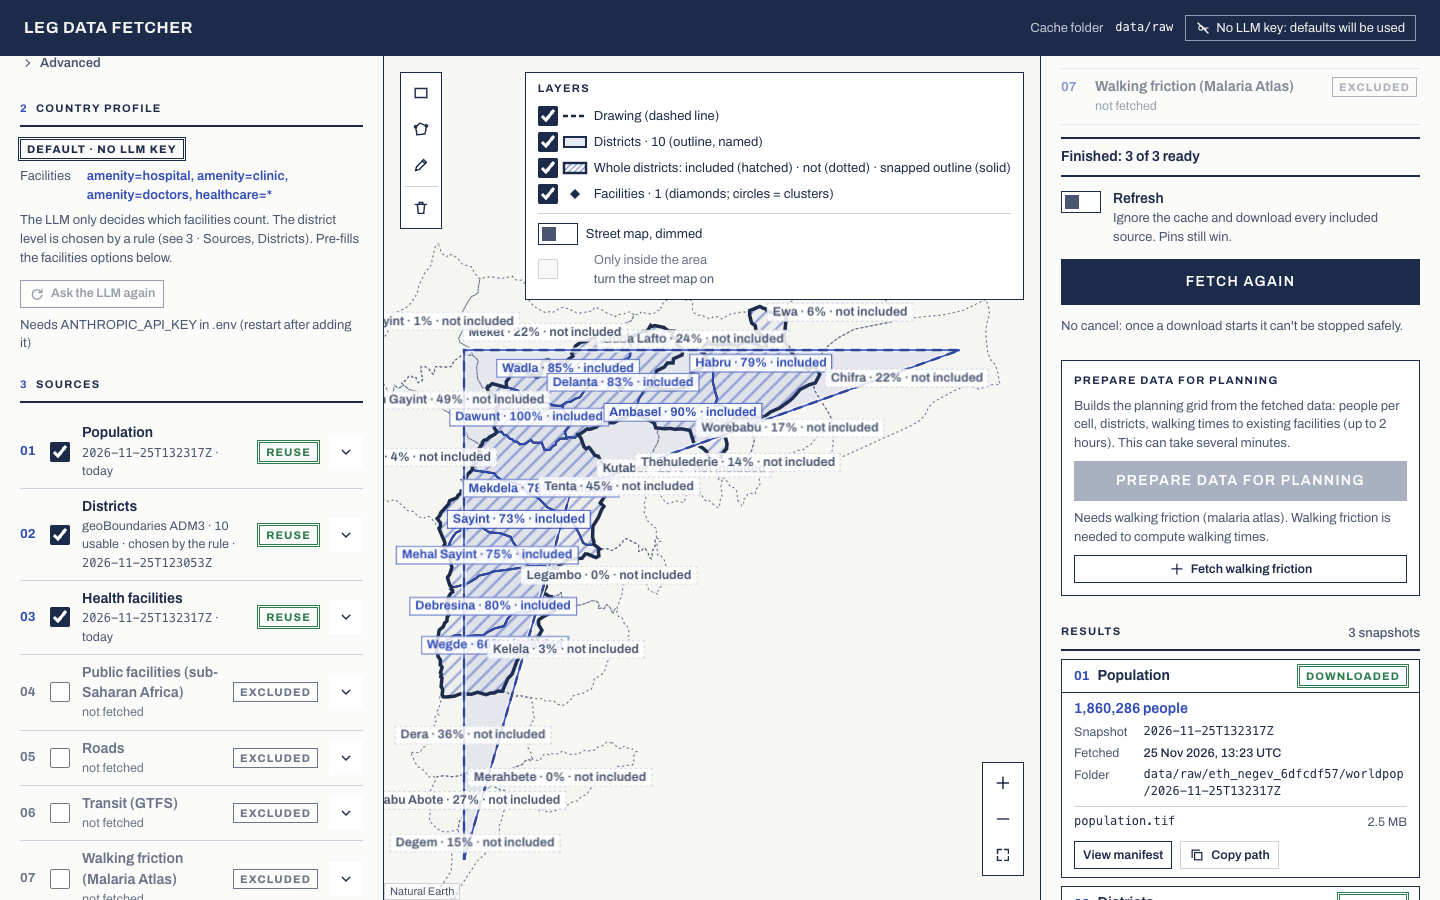 LEG DATA FETCHER
Cache folder data/raw
No LLM key: defaults will be used
Advanced
2 COUNTRY PROFILE
DEFAULT · NO LLM KEY
Facilities amenity=hospital, amenity=clinic,
amenity=doctors, healthcare=*
The LLM only decides which facilities count. The district
level is chosen by a rule (see 3 · Sources, Districts). Pre-fills
the facilities options below.
Ask the LLM again
Needs ANTHROPIC_API_KEY in .env (restart after adding
it)
3 SOURCES
01 Population REUSE
2026-11-25T132317Z ·
today
02 Districts REUSE
geoBoundaries ADM3 · 10
usable · chosen by the rule ·
2026-11-25T123053Z
03 Health facilities REUSE
2026-11-25T132317Z ·
today
04 Public facilities (sub-
Saharan Africa) EXCLUDED
not fetched
05 Roads EXCLUDED
not fetched
06 Transit (GTFS) EXCLUDED
not fetched
07 Walking friction
(Malaria Atlas) EXCLUDED
not fetched
LAYERS
Drawing (dashed line)
Districts · 10 (outline, named)
Whole districts: included (hatched) · not (dotted) · snapped outline (solid)
Facilities · 1 (diamonds; circles = clusters)
Street map, dimmed
Only inside the area
turn the street map on
Ewa · 6% · not included
yint · 1% · not included
Meket · 22% · not included
Lafto · 24% · not included
Wadla · 85% · included
Habru · 79% · included
Chifra · 22% · not included
Delanta · 83% · included
Gayint · 49% · not included
Dawunt · 100% · included
Ambasel · 90% · included
Worebabu · 17% · not included
· 4% · not included
Kutab
Thehulederie · 14% · not included
Mekdela · 78
Tenta · 45% · not included
Sayint · 73% · included
Mehal Sayint · 75% · included
Legambo · 0% · not included
Debresina · 80% · included
Wegde · 66
Kelela · 3% · not included
Dera · 36% · not included
Merahbete · 0% · not included
abu Abote · 27% · not included
Degem · 15% · not included
Natural Earth
07 Walking friction (Malaria Atlas) EXCLUDED
not fetched
Finished: 3 of 3 ready
Refresh
Ignore the cache and download every included
source. Pins still win.
FETCH AGAIN
No cancel: once a download starts it can't be stopped safely.
PREPARE DATA FOR PLANNING
Builds the planning grid from the fetched data: people per
cell, districts, walking times to existing facilities (up to 2
hours). This can take several minutes.
PREPARE DATA FOR PLANNING
Needs walking friction (malaria atlas). Walking friction is
needed to compute walking times.
Fetch walking friction
RESULTS 3 snapshots
01 Population DOWNLOADED
1,860,286 people
Snapshot 2026-11-25T132317Z
Fetched 25 Nov 2026, 13:23 UTC
Folder data/raw/eth_negev_6dfcdf57/worldpop
/2026-11-25T132317Z
population.tif 2.5 MB
View manifest
Copy path